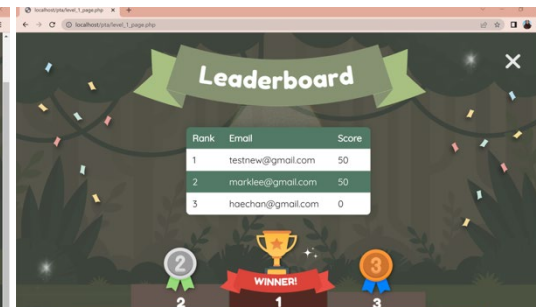 localhost/pta/level_1_page.php
localhost/pta/level_1_page.php
Leaderboard
Rank Email Score
1 testnew@gmail.com 50
2 marklee@gmail.com 50
3 haechan@gmail.com 0
2
3
WINNER!
2 1 3